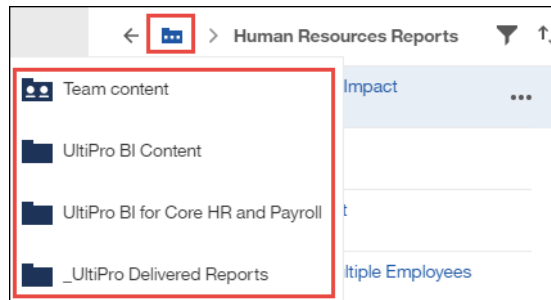 Human Resources Reports
Team content
Impact
UltiPro BI Content
UltiPro BI for Core HR and Payroll
t
_UltiPro Delivered Reports
ltiple Employees